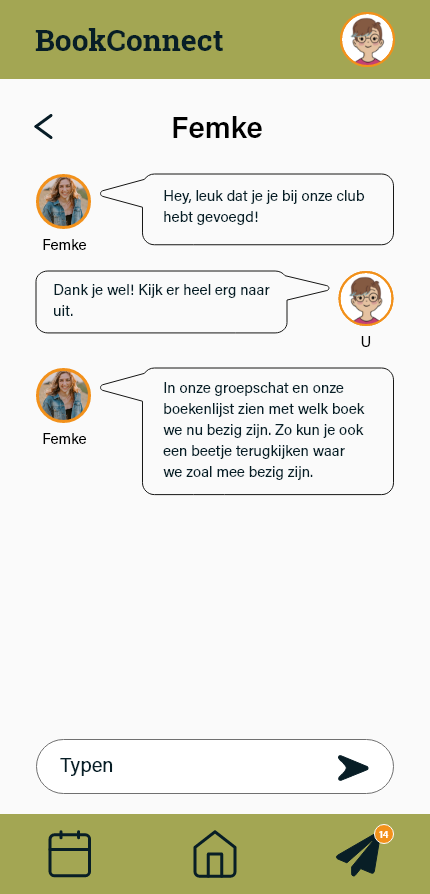 BookConnect
Femke
Hey, leuk dat je je bij onze club
hebt gevoegd!
Femke
Dank je wel! Kijk er heel erg naar
uit.
U
In onze groepschat en onze
boekenlijst zien met welk boek
we nu bezig zijn. Zo kun je ook
een beetje terugkijken waar
we zoal mee bezig zijn.
Femke
Typen
14